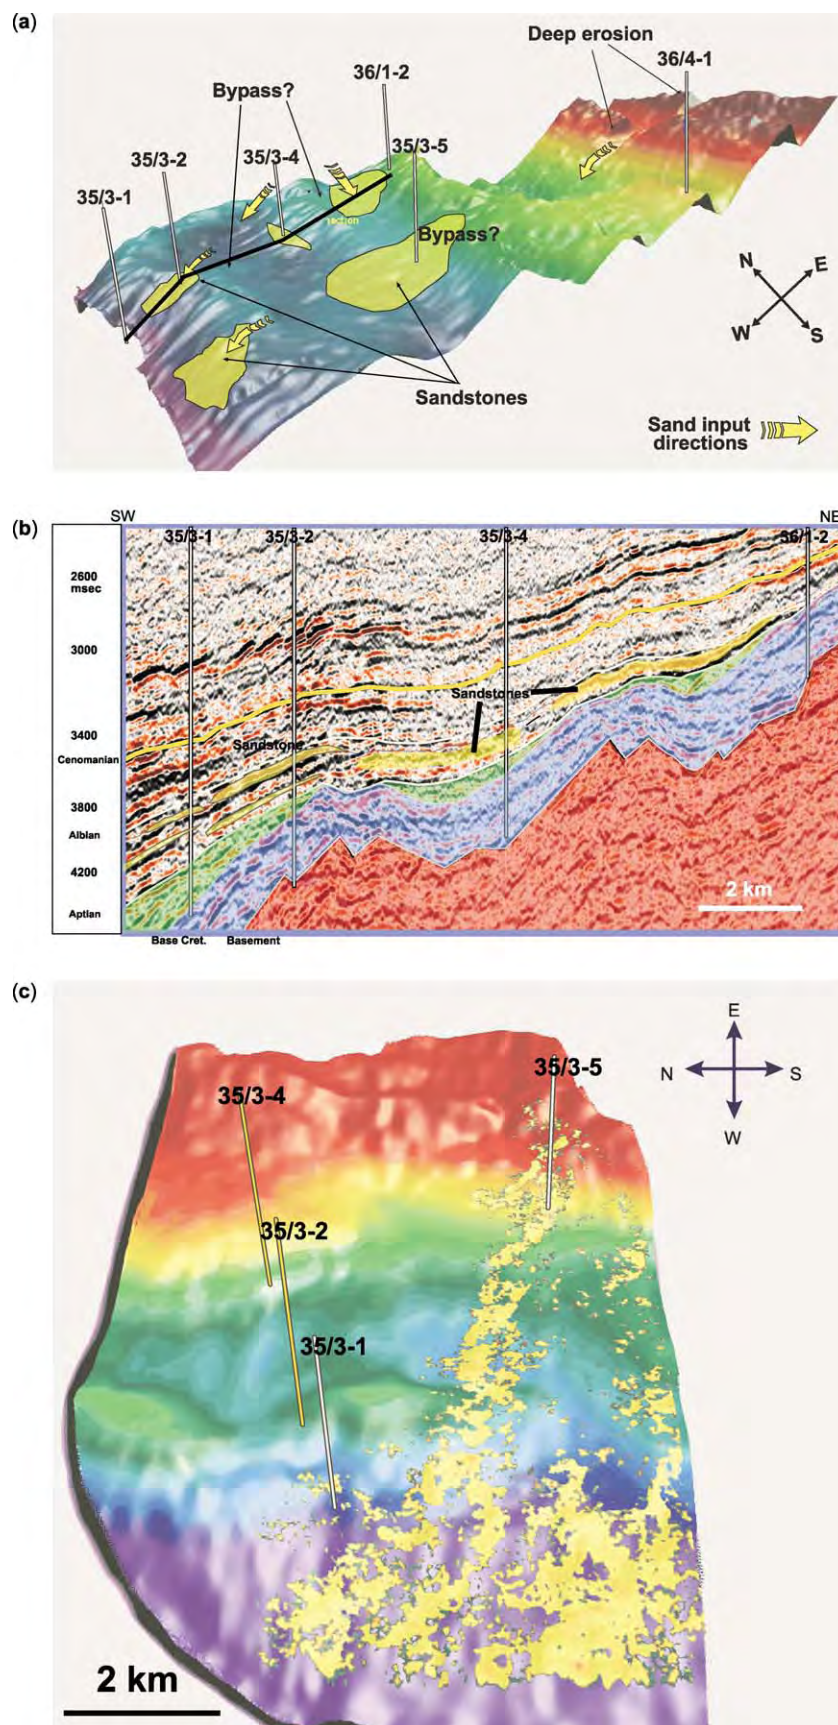 (a)
Deep erosion
36/1-2
36/4-1
Bypass?
35/3-2
35/3-4
35/3-5
35/3-1
section
Bypass?
N
E
W
S
Sandstones
Sand input
directions
(b)
SW
NE
35/3-1
35/3-2
35/3-4
36/1-2
2600
msec
3000
Sandstones
3400
Sandstone
Cenomanian
3800
Albian
4200
2 km
Aptian
Base Cret.
Basement
(c)
E
35/3-5
N
S
35/3-4
W
35/3-2
35/3-1
2 km